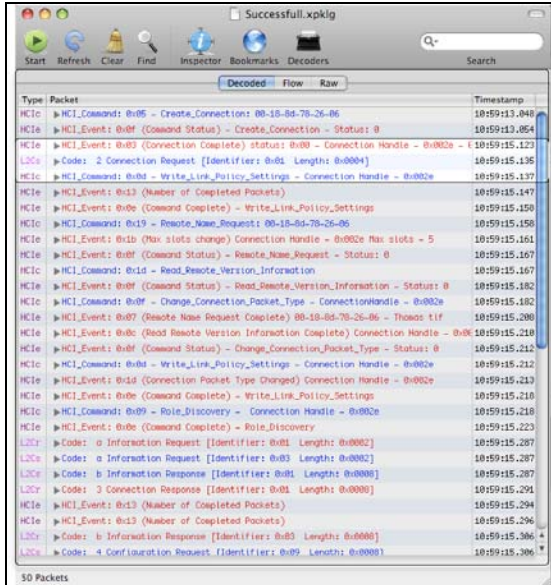 Successfull.xpklg
Start Refresh Clear Find Inspector Bookmarks Decoders Search
Decoded Flow Raw
Type Packet Timestamp
HCIc HCI_Command: 0x05 - Create_Connection: 00-18-8d-78-26-06 10:59:13.048
HCIe HCI_Event: 0x0f (Command Status) - Create_Connection - Status: 0 10:59:13.054
HCIe HCI_Event: 0x03 (Connection Complete) status: 0x00 - Connection Handle - 0x002e - E 10:59:15.123
L2Cs Code: 2 Connection Request [Identifier: 0x01 Length: 0x0004] 10:59:15.135
HCIc HCI_Command: 0x0d - Write_Link_Policy_Settings - Connection Handle - 0x002e 10:59:15.137
HCIe HCI_Event: 0x13 (Number of Completed Packets) 10:59:15.147
HCIe HCI_Event: 0x0e (Command Complete) - Write_Link_Policy_Settings 10:59:15.150
HCIc HCI_Command: 0x19 - Remote_Name_Request: 00-18-8d-78-26-06 10:59:15.158
HCIe HCI_Event: 0x1b (Max slots change) Connection Handle - 0x002e Max slots - 5 10:59:15.161
HCIe HCI_Event: 0x0f (Command Status) - Remote_Name_Request - Status: 0 10:59:15.167
HCIc HCI_Command: 0x1d - Read_Remote_Version_Information 10:59:15.167
HCIe HCI_Event: 0x0f (Command Status) - Read_Remote_Version_Information - Status: 0 10:59:15.182
HCIc HCI_Command: 0x0f - Change_Connection_Packet_Type - ConnectionHandle - 0x002e 10:59:15.182
HCIe HCI_Event: 0x07 (Remote Name Request Complete) 00-18-8d-78-26-06 - Thomas tif 10:59:15.208
HCIe HCI_Event: 0x0c (Read Remote Version Information Complete) Connection Handle - 0x00 10:59:15.210
HCIe HCI_Event: 0x0f (Command Status) - Change_Connection_Packet_Type - Status: 0 10:59:15.212
HCIc HCI_Command: 0x0d - Write_Link_Policy_Settings - Connection Handle - 0x002e 10:59:15.212
HCIe HCI_Event: 0x1d (Connection Packet Type Changed) Connection Handle - 0x002e 10:59:15.213
HCIe HCI_Event: 0x0e (Command Complete) - Write_Link_Policy_Settings 10:59:15.218
HCIc HCI_Command: 0x09 - Role_Discovery - Connection Handle - 0x002e 10:59:15.218
HCIe HCI_Event: 0x0e (Command Complete) - Role_Discovery 10:59:15.223
L2Cr Code: a Information Request [Identifier: 0x01 Length: 0x0002] 10:59:15.287
L2Cs Code: a Information Request [Identifier: 0x03 Length: 0x0002] 10:59:15.287
L2Cs Code: b Information Response [Identifier: 0x01 Length: 0x0008] 10:59:15.287
L2Cr Code: 3 Connection Response [Identifier: 0x01 Length: 0x0008] 10:59:15.291
HCIe HCI_Event: 0x13 (Number of Completed Packets) 10:59:15.294
HCIe HCI_Event: 0x13 (Number of Completed Packets) 10:59:15.296
L2Cr Code: b Information Response [Identifier: 0x03 Length: 0x0008] 10:59:15.306
L2Cs Code: 4 Configuration Request [Identifier: 0x09 Length: 0x0008] 10:59:15.306
50 Packets